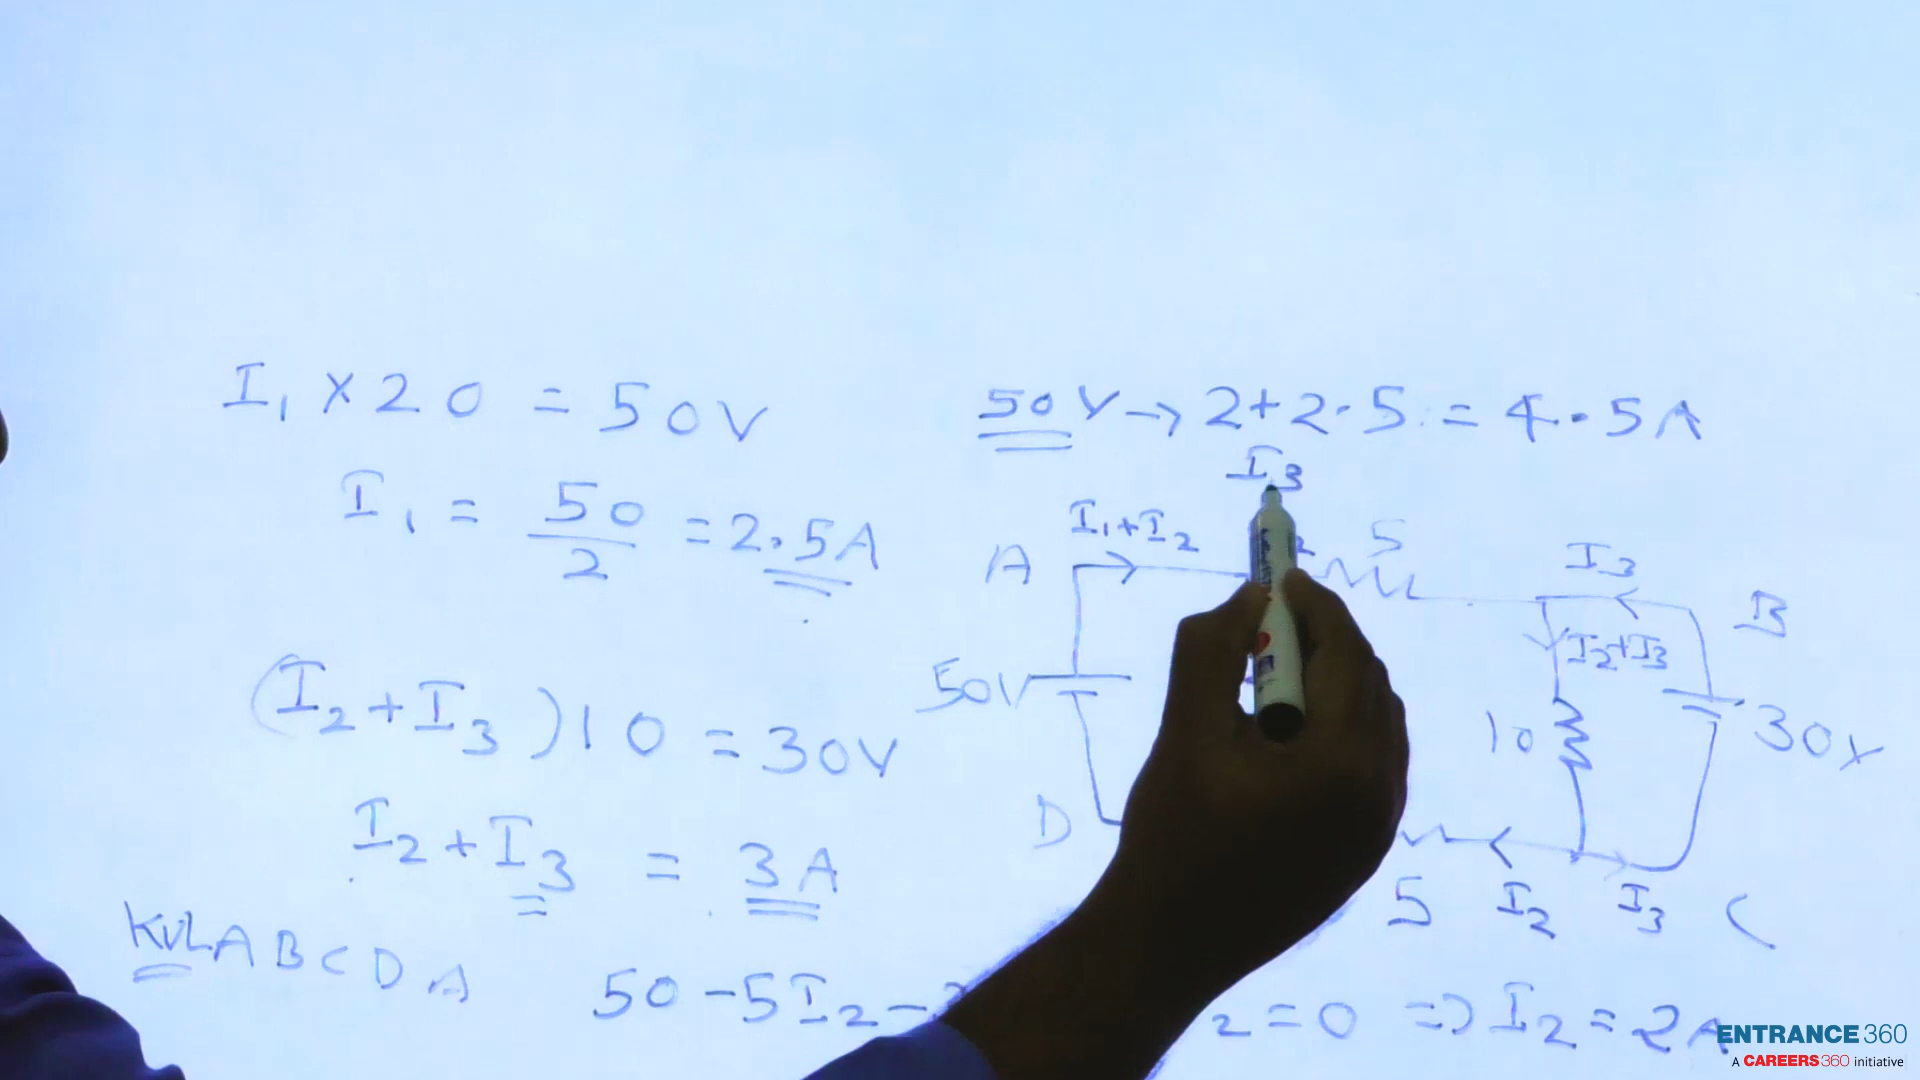 I₁ × 20 = 50V
I₁ = 50/2 = 2.5A
(I₂ + I₃) 10 = 30V
I₂ + I₃ = 3A
KVL A B C D A
50 - 5I₂ - ₂ = 0 => I₂ = 2A
50V → 2 + 2.5 = 4.5A
I₃
A
I₁+I₂
₂
5
I₃
B
I₂+I₃
50V
10
30V
D
5
I₂
I₃
C
ENTRANCE360
A CAREERS360 initiative